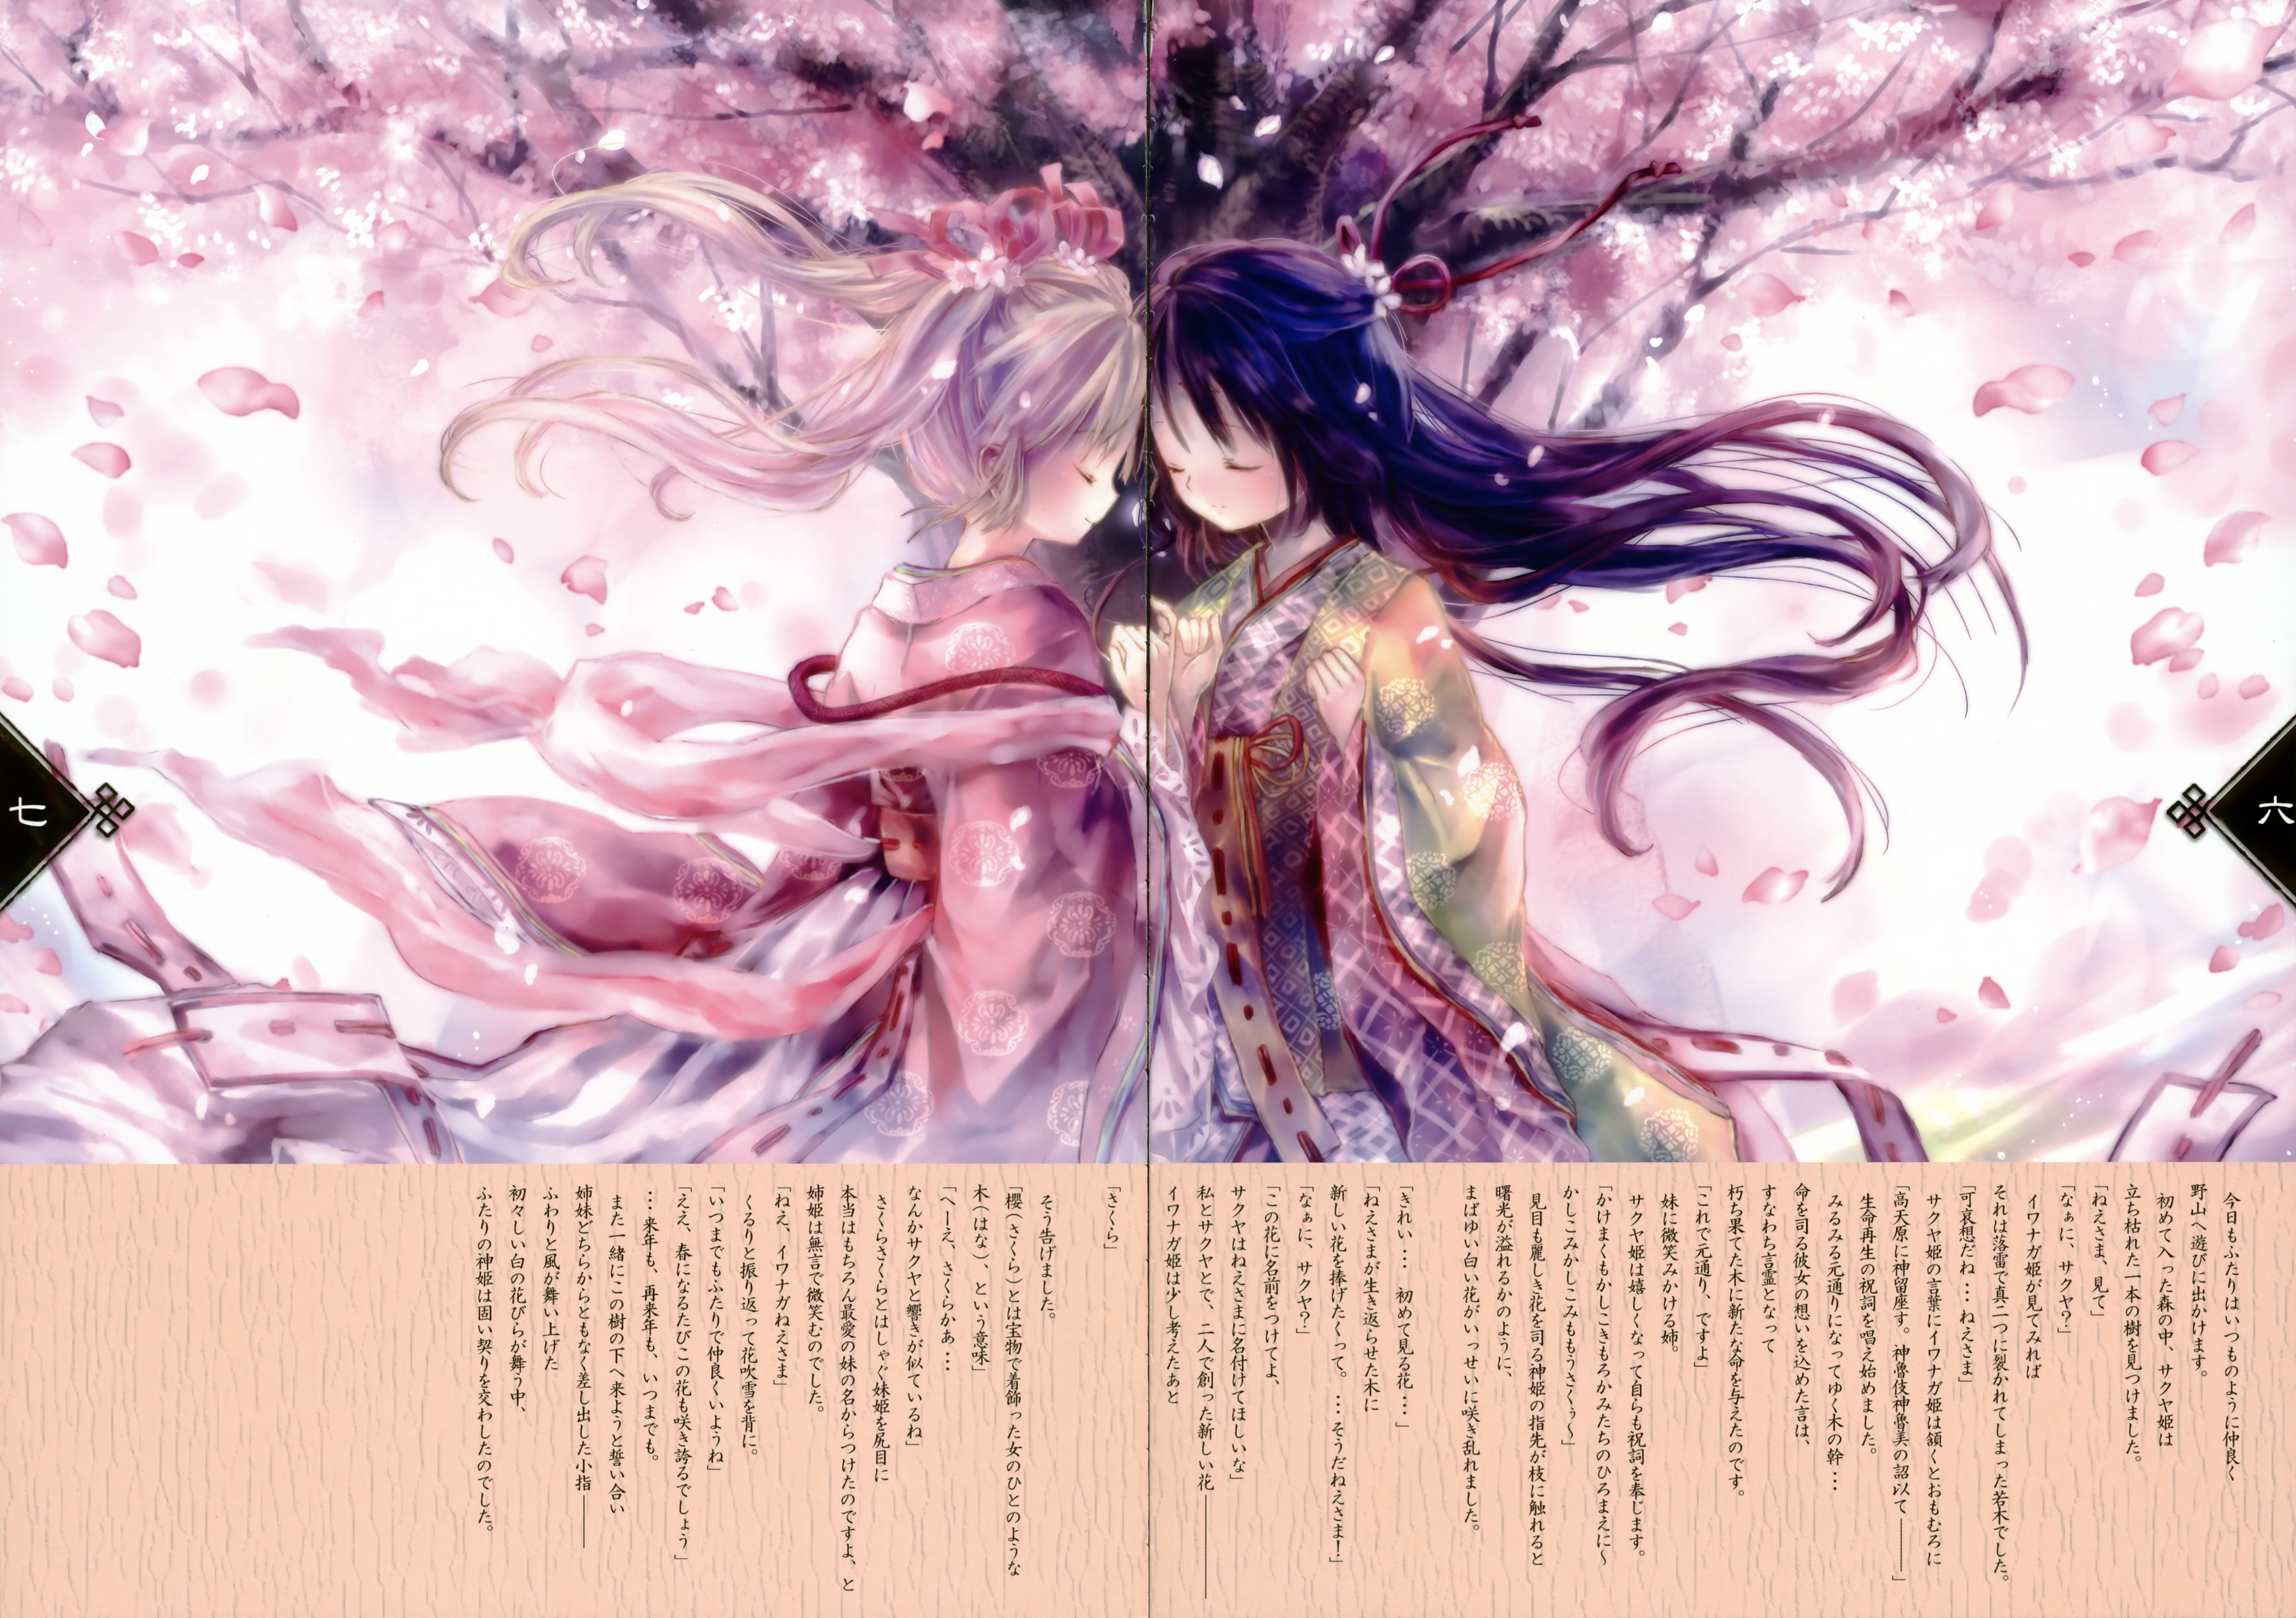 六
今日もふたりはいつものように仲良く
野山へ遊びに出かけます。
初めて入った森の中、サクヤ姫は
立ち枯れた一本の樹を見つけました。
「ねえさま、見て」
「なぁに、サクヤ?」
イワナガ姫が見てみれば
それは落雷で真二つに裂かれてしまった若木でした。
「可哀想だね…ねえさま」
サクヤ姫の言葉にイワナガ姫は頷くとおもむろに
「高天原に神留座す。神魯伎神魯美の詔以て――」
生命再生の祝詞を唱え始めました。
みるみる元通りになってゆく木の幹…
命を司る彼女の想いを込めた言は、
すなわち言霊となって
朽ち果てた木に新たな命を与えたのです。
「これで元通り、ですよ」
妹に微笑みかける姉。
サクヤ姫は嬉しくなって自らも祝詞を奉じます。
「かけまくもかしこきもろかみたちのひろまえに〜
かしこみかしこみももうさくぅ〜」
見目も麗しき花を司る神姫の指先が枝に触れると
曙光が溢れるかのように、
まばゆい白い花がいっせいに咲き乱れました。
「きれい…初めて見る花…」
「ねえさまが生き返らせた木に
新しい花を捧げたくって。…そうだねえさま!」
「なぁに、サクヤ?」
「この花に名前をつけてよ、
サクヤはねえさまに名付けてほしいな」
私とサクヤとで、二人で創った新しい花――
イワナガ姫は少し考えたあと
「さくら」
そう告げました。
「櫻(さくら)とは宝物で着飾った女のひとのような
木(はな)、という意味」
「へーえ、さくらかぁ…
なんかサクヤと響きが似ているね」
さくらさくらとはしゃぐ妹姫を尻目に
本当はもちろん最愛の妹の名からつけたのですよ、と
姉姫は無言で微笑むのでした。
「ねえ、イワナガねえさま」
くるりと振り返って花吹雪を背に。
「いつまでもふたりで仲良くいようね」
「ええ、春になるたびこの花も咲き誇るでしょう」
…来年も、再来年も、いつまでも。
また一緒にこの樹の下へ来ようと誓い合い
姉妹どちらからともなく差し出した小指――
ふわりと風が舞い上げた
初々しい白の花びらが舞う中、
ふたりの神姫は固い契りを交わしたのでした。
七